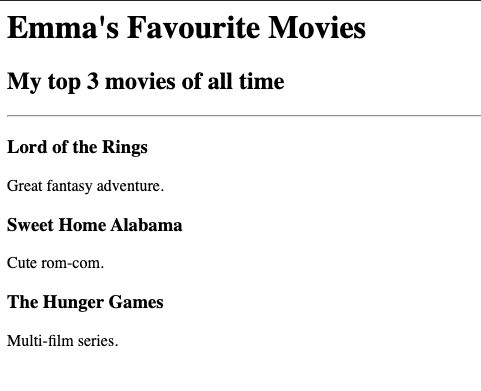 Emma's Favourite Movies
My top 3 movies of all time
Lord of the Rings
Great fantasy adventure.
Sweet Home Alabama
Cute rom-com.
The Hunger Games
Multi-film series.